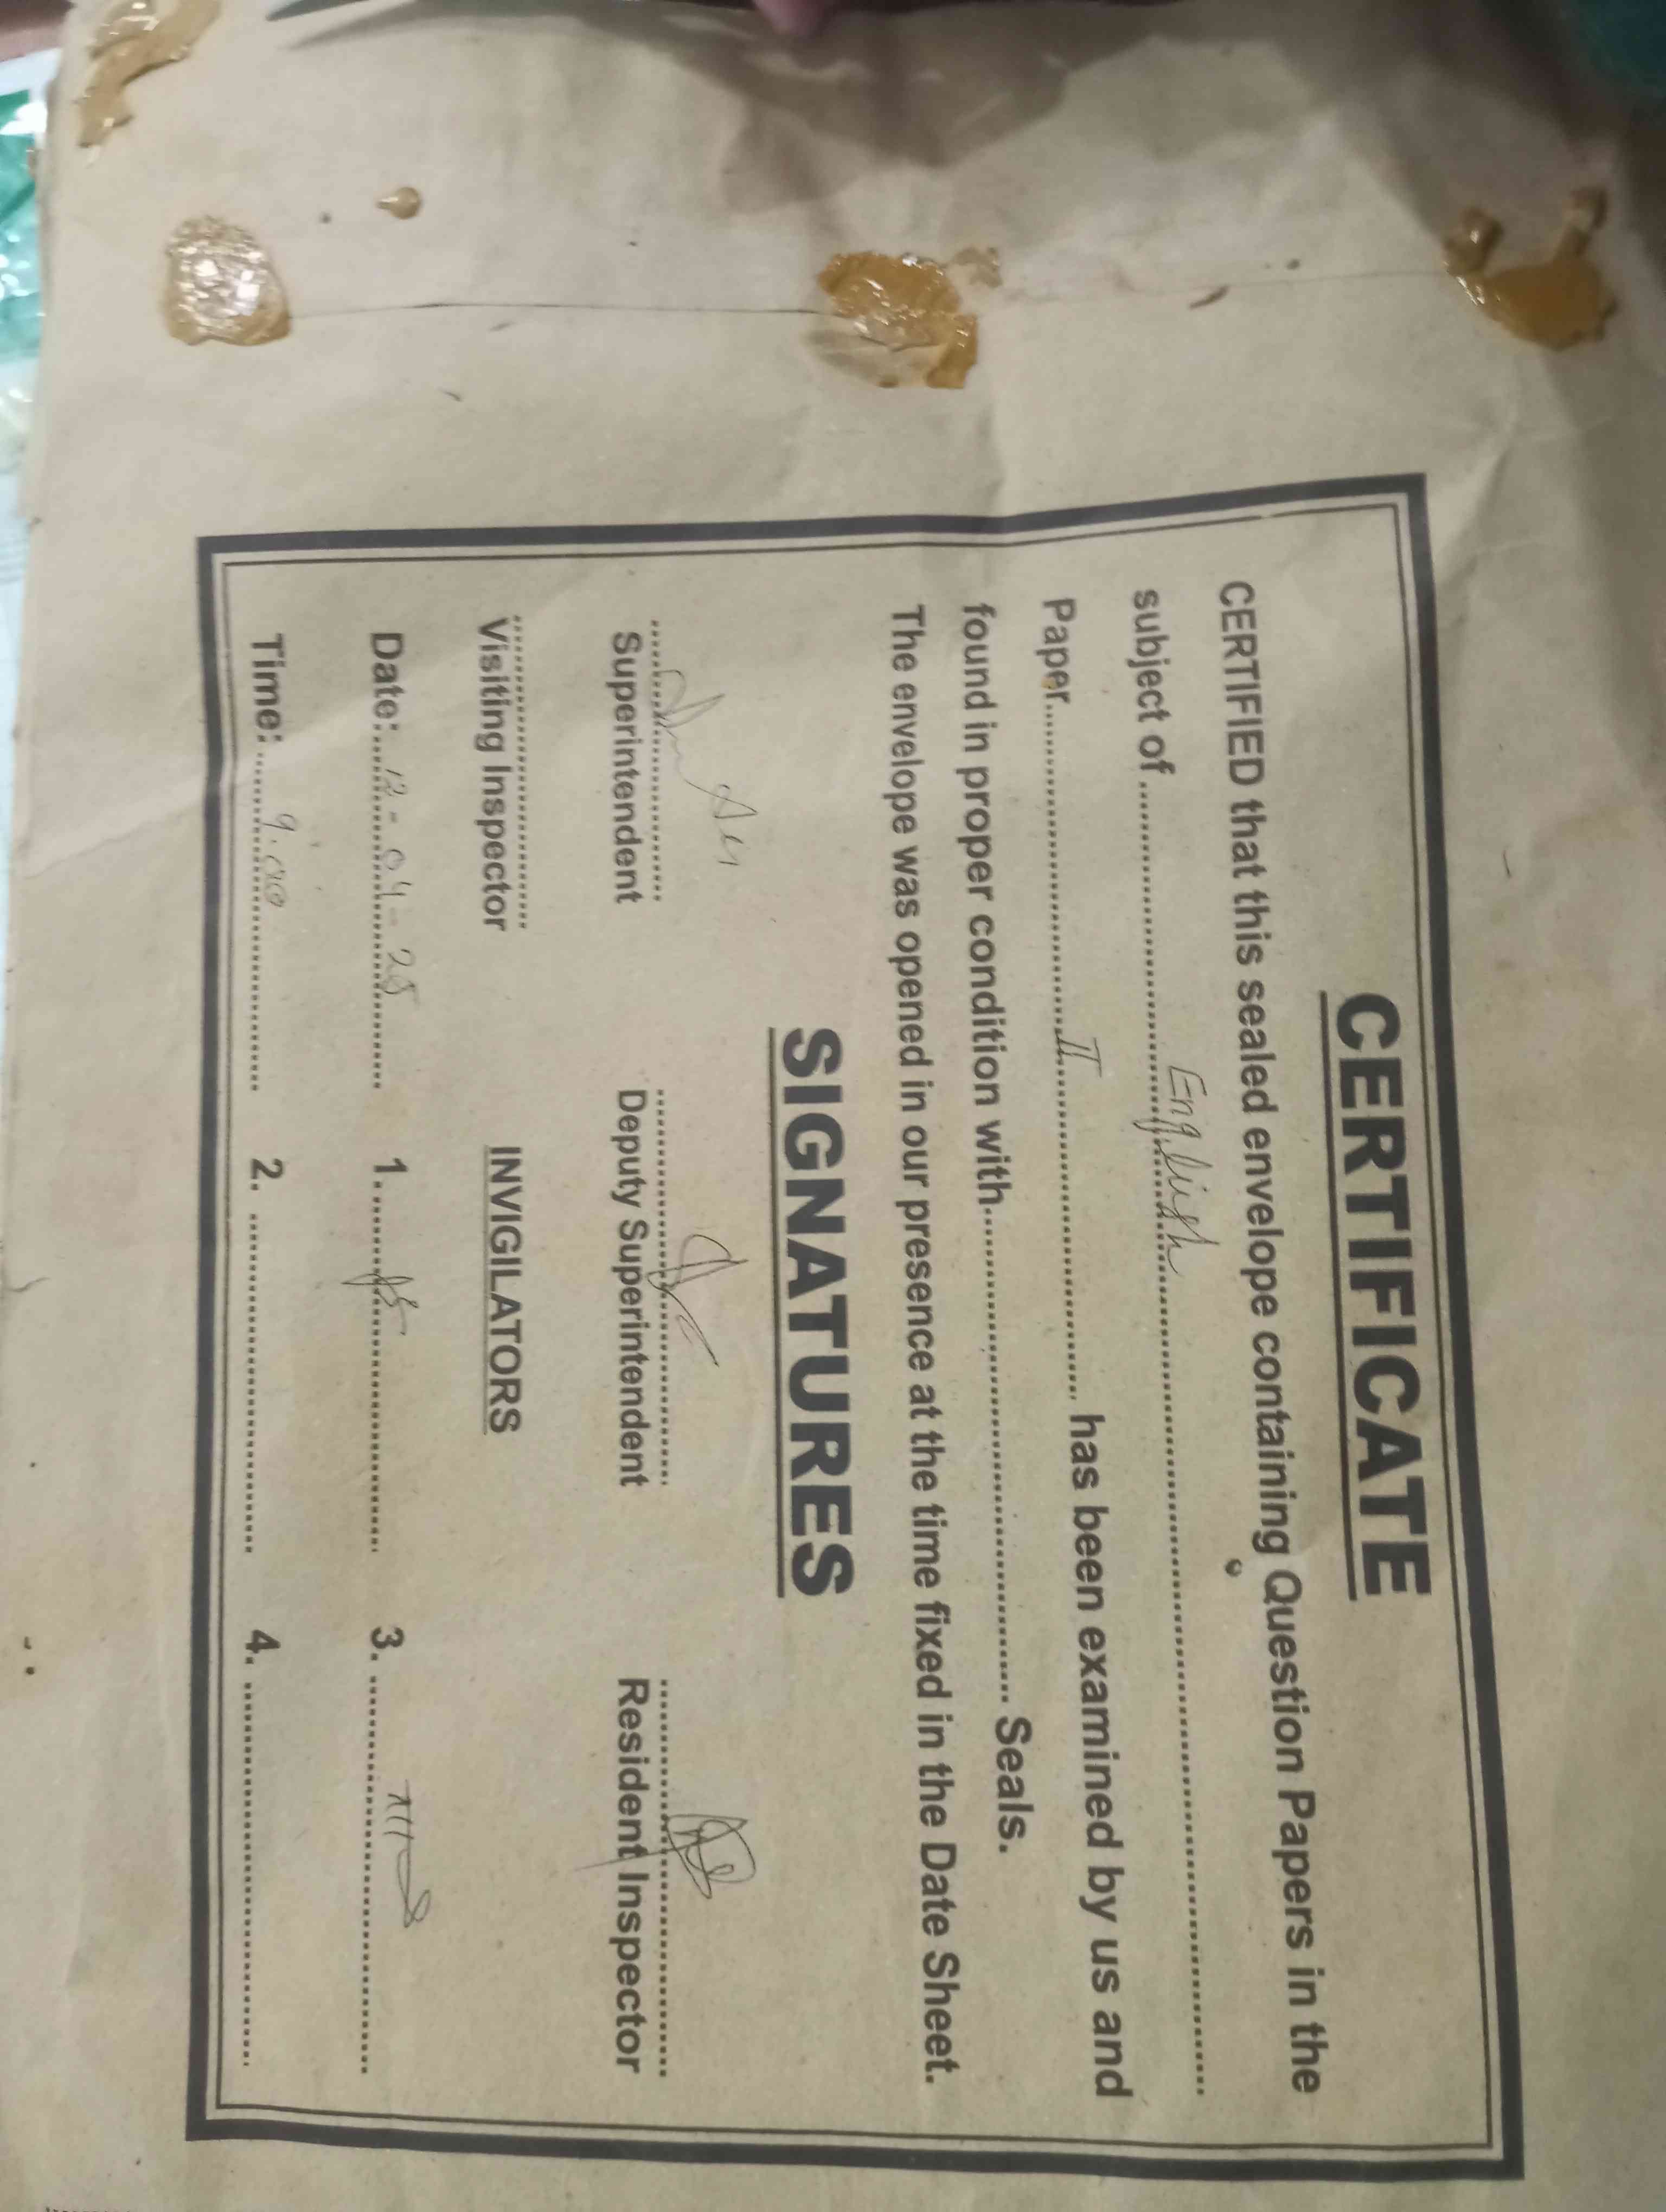 CERTIFICATE
CERTIFIED that this sealed envelope containing Question Papers in the
subject of ........ English ........
Paper ........ II ........ has been examined by us and
found in proper condition with ........ Seals.
The envelope was opened in our presence at the time fixed in the Date Sheet.
SIGNATURES
Superintendent Deputy Superintendent Resident Inspector
Visiting Inspector INVIGILATORS
Date: 12-04-25 1. ........ 3. ........
Time: 9:00 2. ........ 4. ........